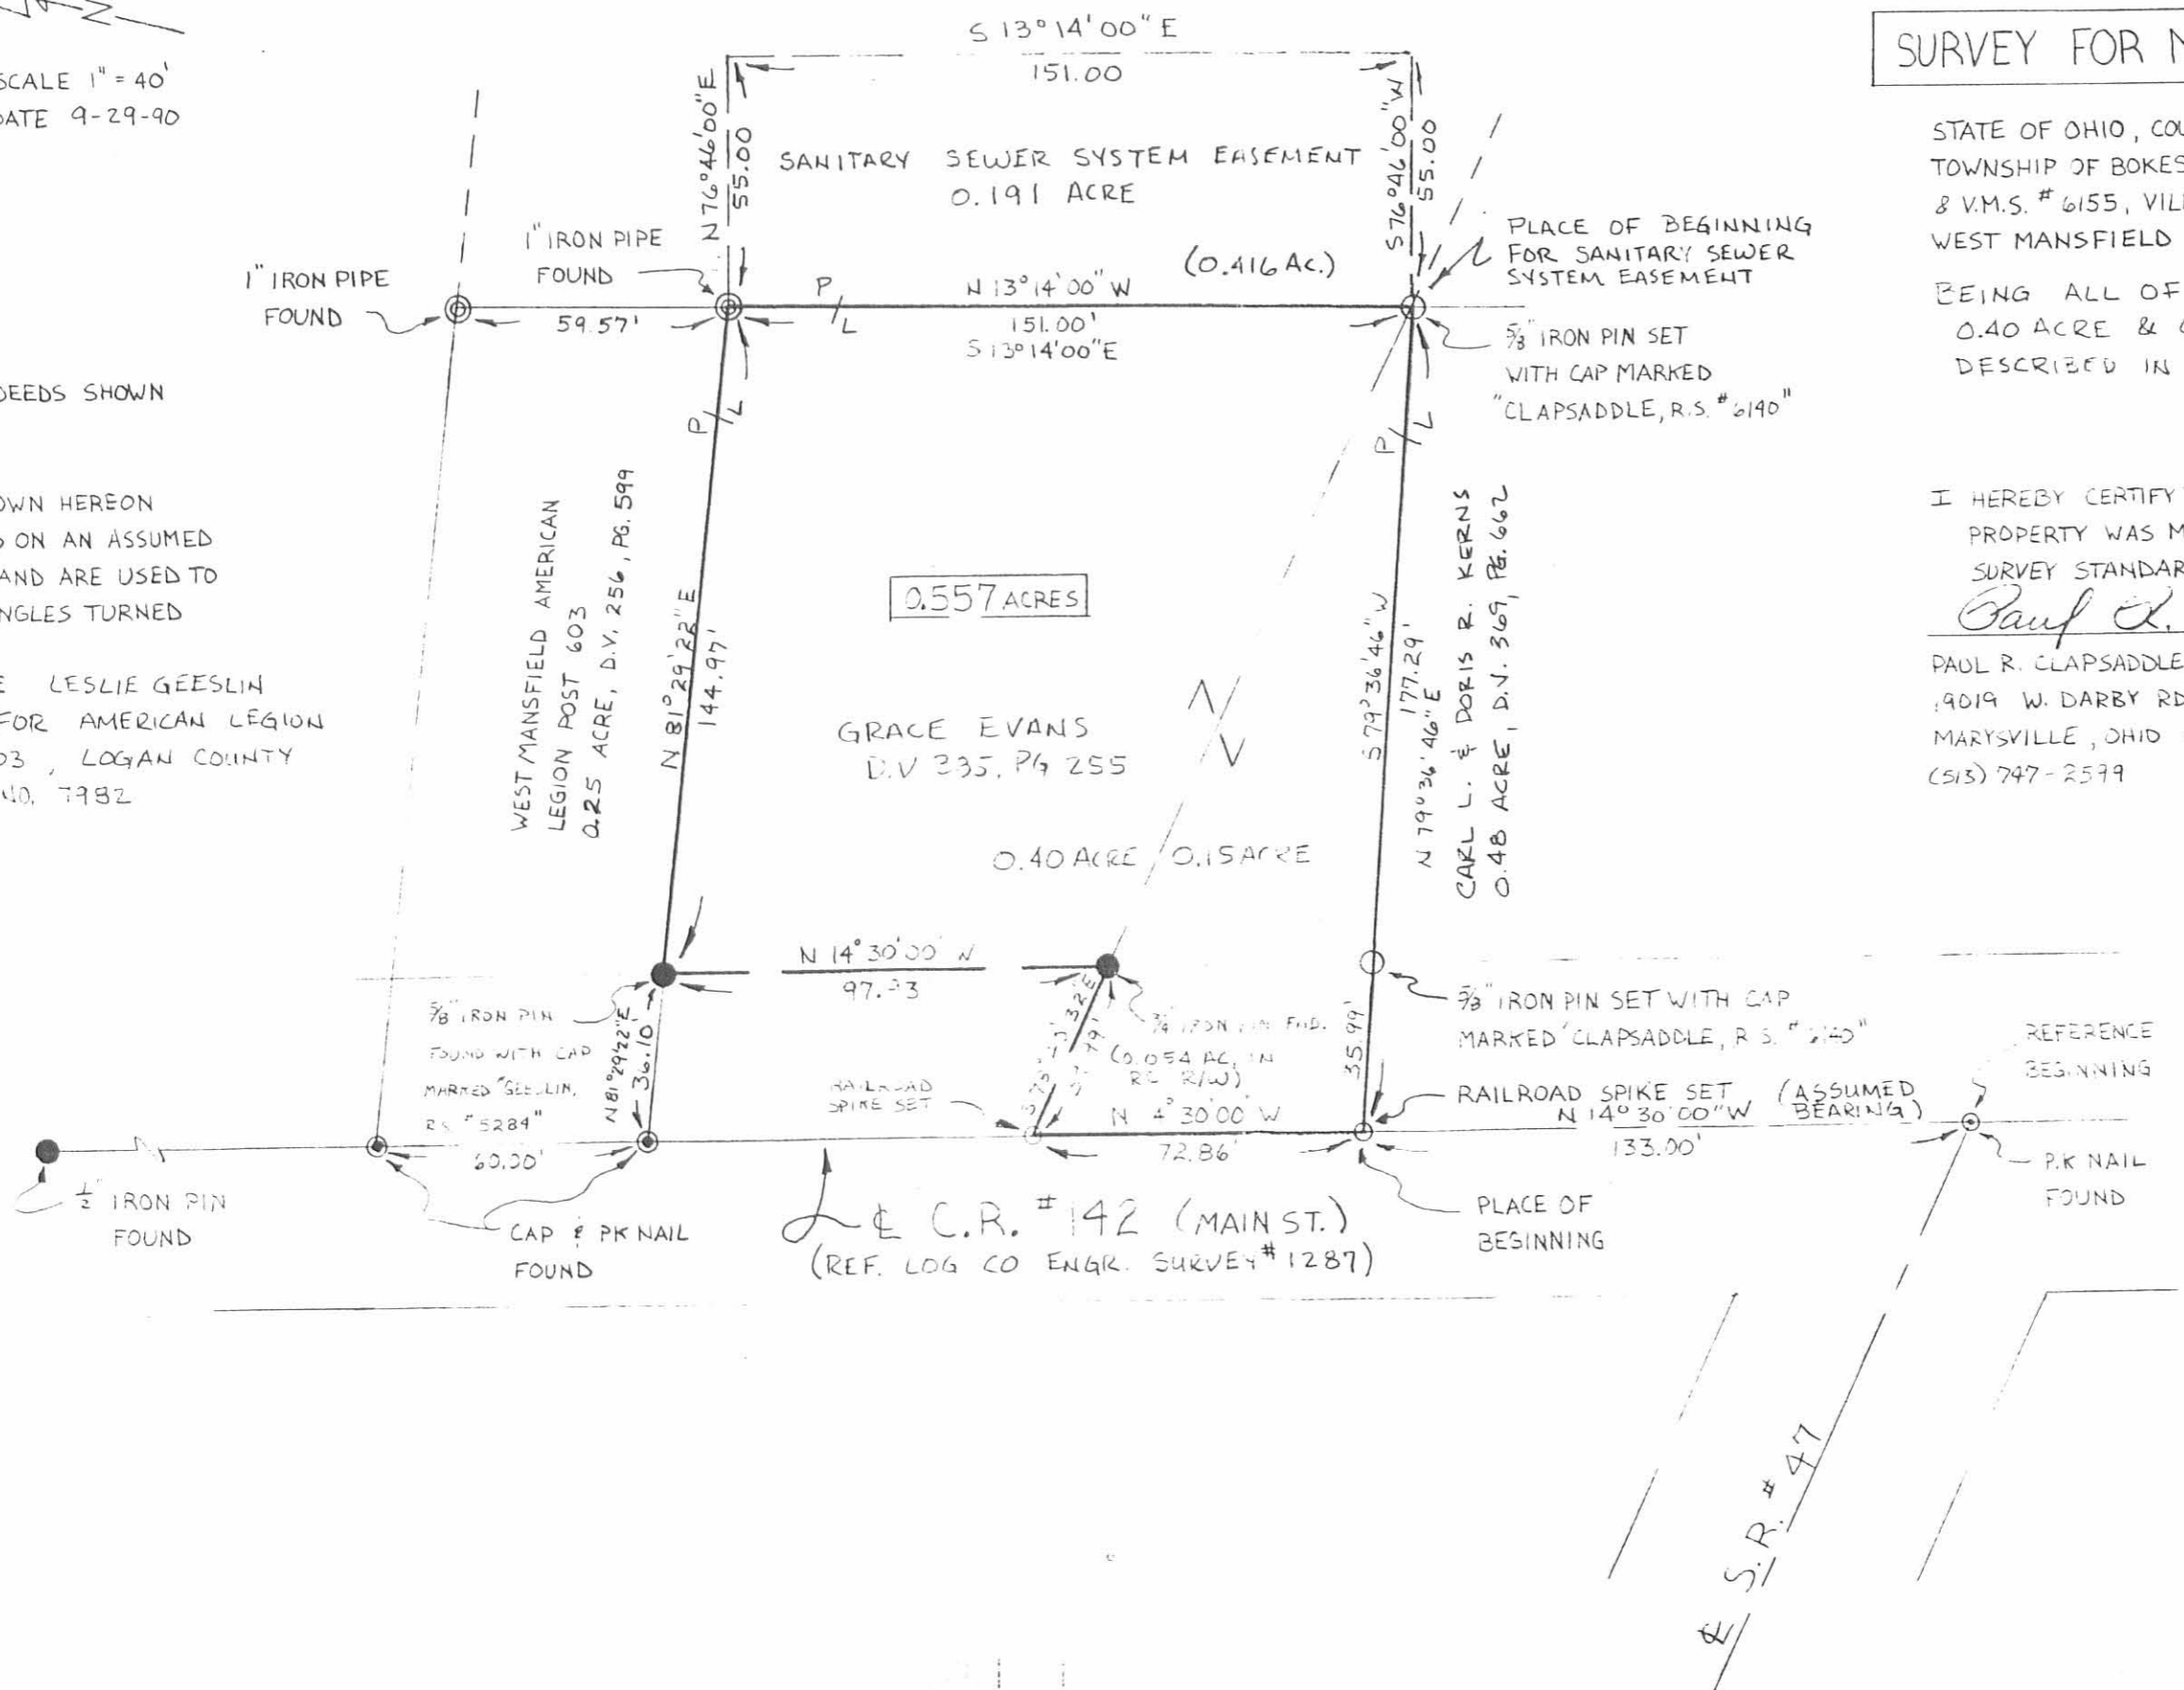 S 13°14'00" E
151.00
SURVEY FOR
SCALE 1" = 40'
DATE 9-29-90
N 76°46'00" E
55.00
S 76°46'00" W
55.00
SANITARY SEWER SYSTEM EASEMENT
0.191 ACRE
STATE OF OHIO,
TOWNSHIP OF
& V.M.S. # 6155,
WEST MANSFIELD
BEING ALL OF
0.40 ACRE &
DESCRIBED IN
1" IRON PIPE
FOUND
1" IRON PIPE
FOUND
59.57'
P/L
N 13°14'00" W
(0.416 AC.)
151.00'
S 13°14'00" E
PLACE OF BEGINNING
FOR SANITARY SEWER
SYSTEM EASEMENT
5/8" IRON PIN SET
WITH CAP MARKED
"CLAPSADDLE, R.S. # 6140"
DEEDS SHOWN
P/L
P/L
HEREON
ON AN ASSUMED
AND ARE USED TO
TURNED
LESLIE GEESLIN
FOR AMERICAN LEGION
, LOGAN COUNTY
NO. 7982
WEST MANSFIELD AMERICAN
LEGION POST 603
0.25 ACRE, D.V. 256, PG. 599
N 81°29'22" E
144.97'
0.557 ACRES
GRACE EVANS
D.V 335, PG 255
0.40 ACRE / 0.15 ACRE
S 79°36'46" W
177.29'
N 79°36'46" E
CARL L. & DORIS R. KERNS
0.48 ACRE, D.V. 369, PG. 662
I HEREBY CERTIFY
PROPERTY WAS
SURVEY
Paul R.
PAUL R. CLAPSADDLE
W. DARBY RD
MARYSVILLE, OHIO
(513) 747-2599
N 14°30'00" W
5/8" IRON PIN
FOUND WITH CAP
MARKED "GEESLIN,
R.S. # 5284"
N 81°29'22" E
36.10'
3/4" IRON PIN FND.
(0.054 AC. IN
R/W)
RAILROAD
SPIKE SET
30'00" W
72.86'
35.99'
5/8" IRON PIN SET WITH CAP
MARKED "CLAPSADDLE, R.S. # 6140"
RAILROAD SPIKE SET
(ASSUMED
BEARING)
N 14°30'00" W
133.00'
REFERENCE
BEGINNING
P.K NAIL
FOUND
60.00'
1/2" IRON PIN
FOUND
CAP & PK NAIL
FOUND
℄ C.R. # 142 (MAIN ST.)
(REF. LOG CO ENGR. SURVEY # 1287)
PLACE OF
BEGINNING
℄ S.R. # 47